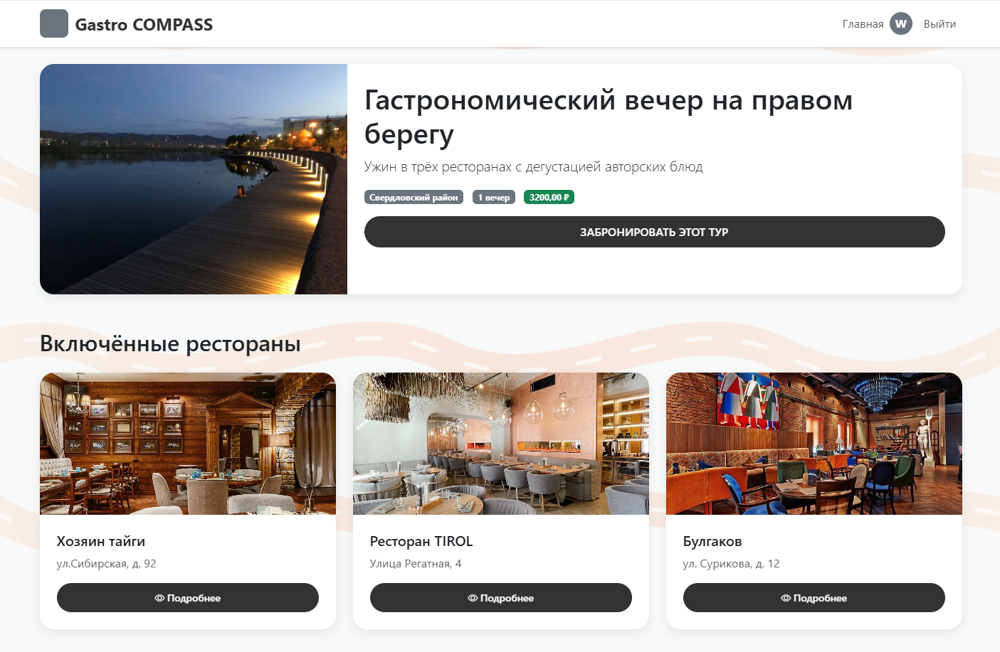 Gastro COMPASS
Главная W Выйти
Гастрономический вечер на правом
берегу
Ужин в трёх ресторанах с дегустацией авторских блюд
Свердловский район 1 вечер 3200,00 ₽
ЗАБРОНИРОВАТЬ ЭТОТ ТУР
Включённые рестораны
Хозяин тайги
ул.Сибирская, д. 92
Подробнее
Ресторан TIROL
Улица Регатная, 4
Подробнее
Булгаков
ул. Сурикова, д. 12
Подробнее